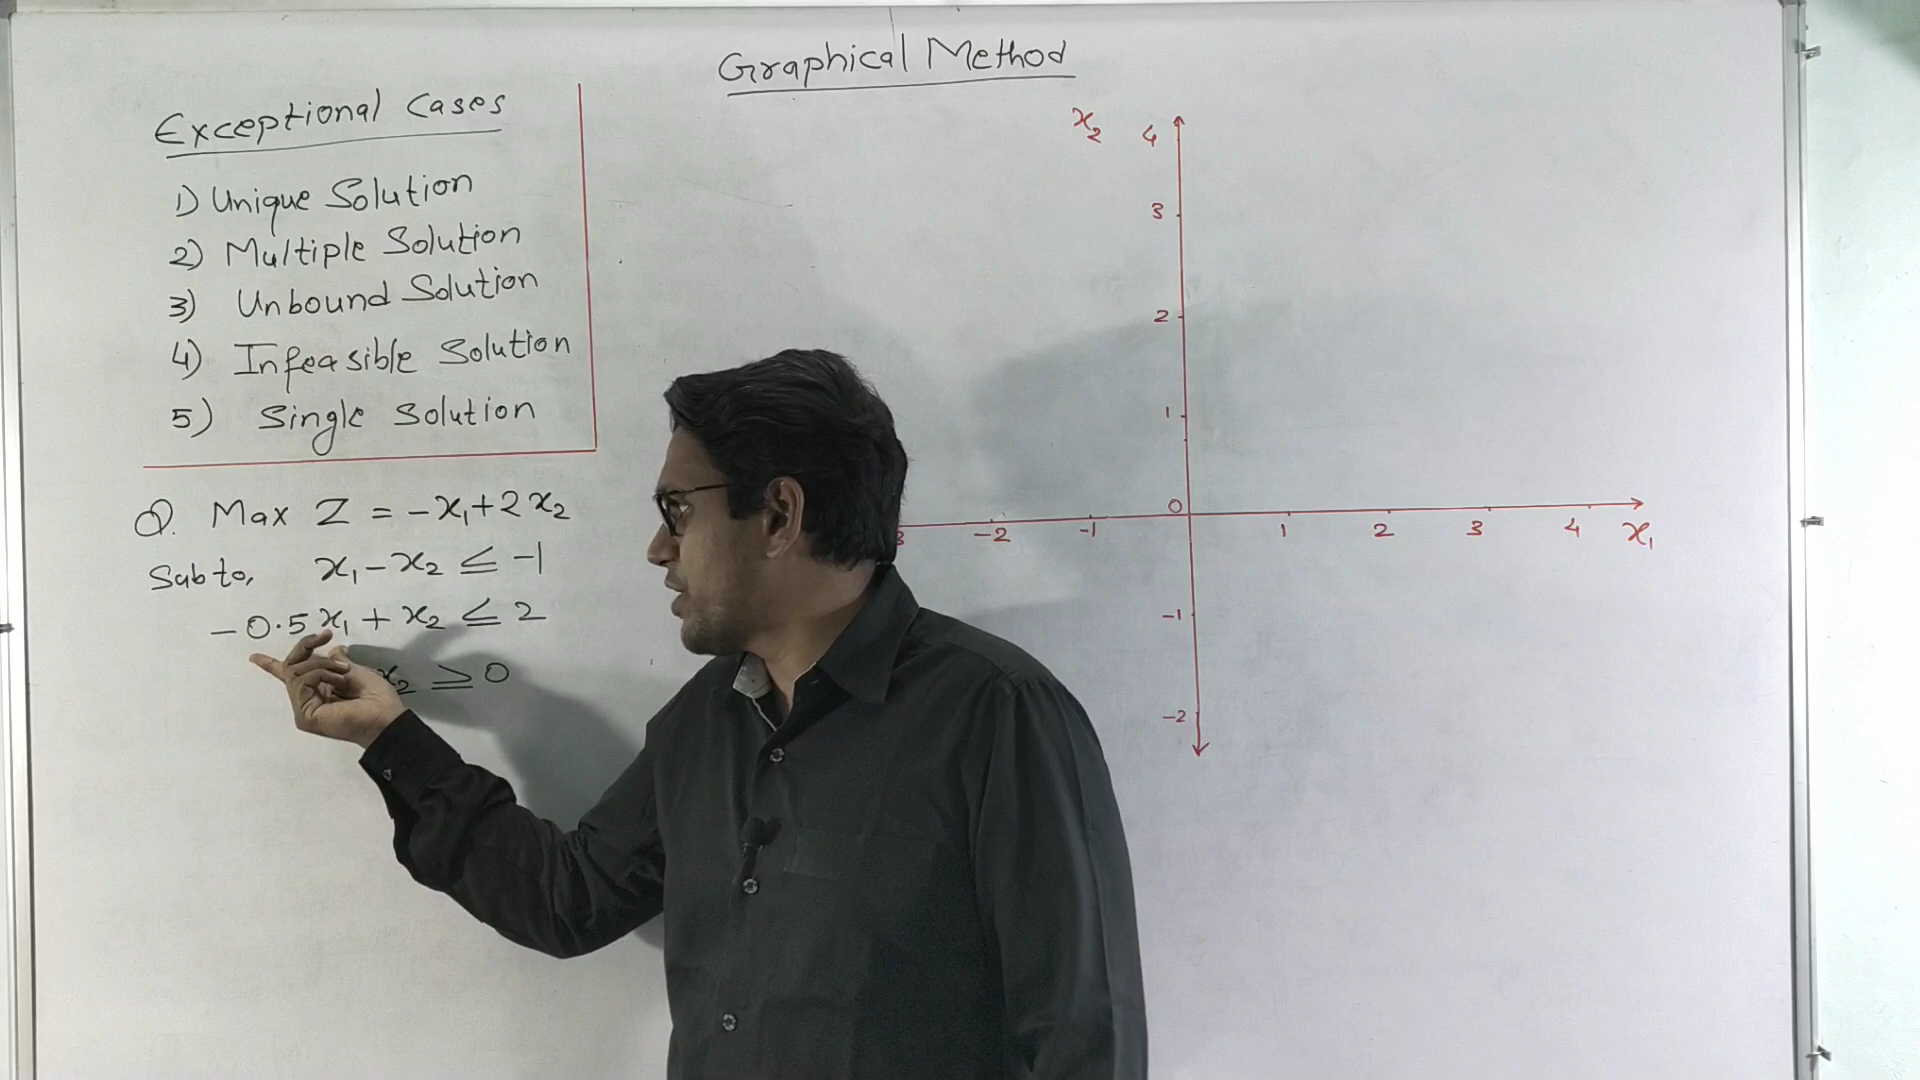 Graphical Method
Exceptional Cases
1) Unique Solution
2) Multiple Solution
3) Unbound Solution
4) Infeasible Solution
5) Single Solution
Q. Max Z = -x₁+2x₂
Sub to, x₁-x₂ ≤ -1
-0.5x₁+x₂ ≤ 2
x₂ ≥ 0
x₂ 4
3
2
1
0
3 -2 -1 1 2 3 4 x₁
-1
-2